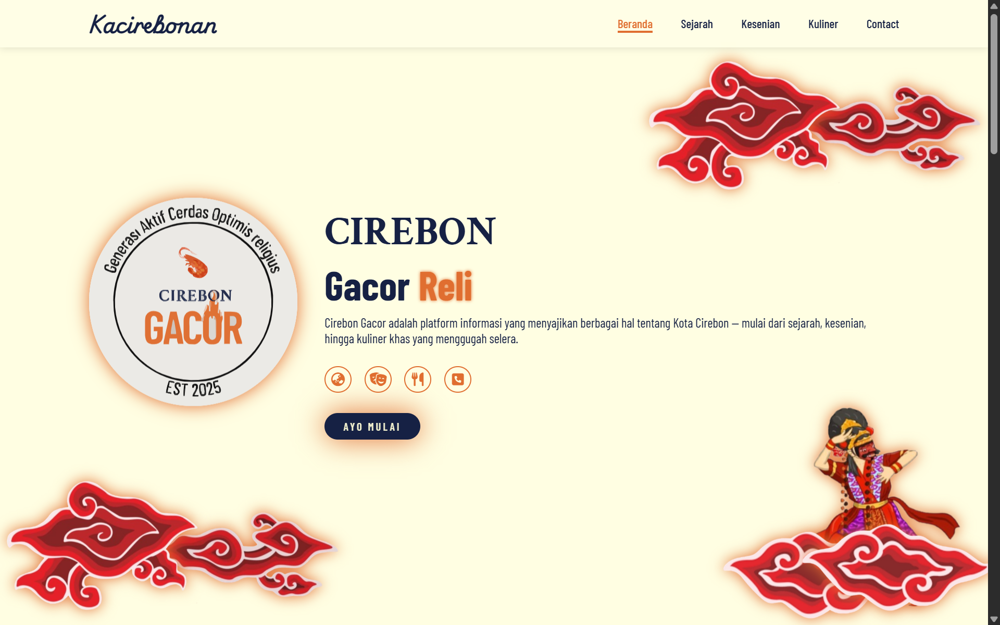 Kacirebonan
Beranda
Sejarah
Kesenian
Kuliner
Contact
Generasi Aktif Cerdas Optimis religius
CIREBON
GACOR
EST 2025
CIREBON
Gacor Reli
Cirebon Gacor adalah platform informasi yang menyajikan berbagai hal tentang Kota Cirebon — mulai dari sejarah, kesenian,
hingga kuliner khas yang menggugah selera.
AYO MULAI